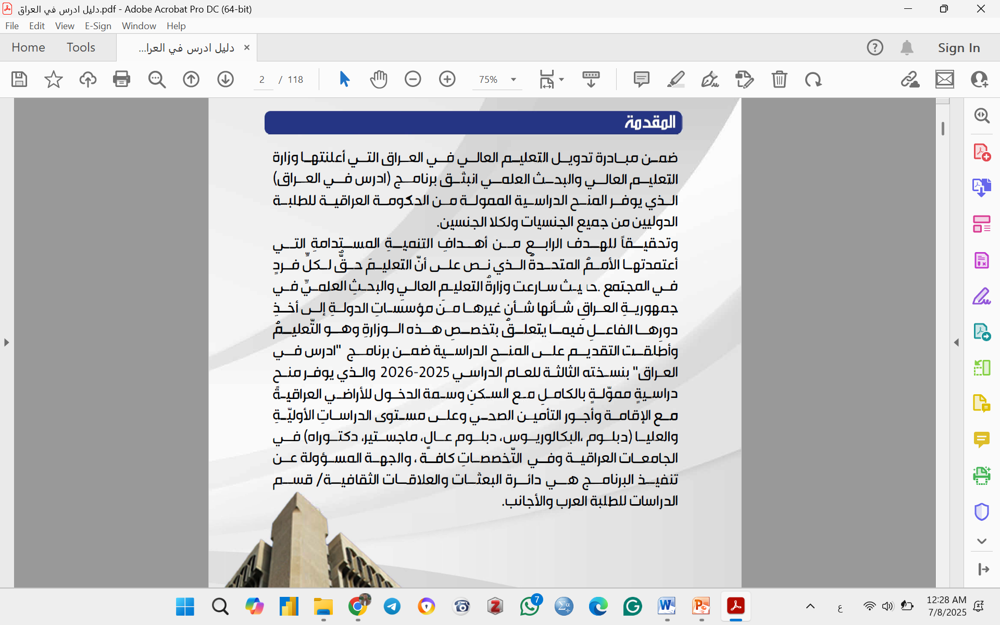 دليل ادرس في العراق.pdf - Adobe Acrobat Pro DC (64-bit)
File Edit View E-Sign Window Help
Home Tools دليل ادرس في العرا... × Sign In
2 / 118 75%
المقدمة
ضمن مبادرة تدويل التعليم العالي في العراق التي أعلنتها وزارة
التعليم العالي والبحث العلمي انبثق برنامج (ادرس في العراق)
الذي يوفر المنح الدراسية الممولة من الحكومة العراقية للطلبة
الدوليين من جميع الجنسيات ولكلا الجنسين.
وتحقيقاً للهدف الرابع من أهدافِ التنميةِ المستدامةِ التي
أعتمدتها الأممُ المتحدةُ الذي نص على أنّ التعليمَ حقٌّ لكلِّ فردٍ
في المجتمع .حيث سارعت وزارةُ التعليمِ العالي والبحثِ العلميِّ في
جمهوريةِ العراقِ شأنها شأن غيرها من مؤسساتِ الدولةِ إلى أخذِ
دورِها الفاعلِ فيما يتعلقُ بتخصصِ هذه الوزارةِ وهو التّعليمُ
وأطلقت التقديم على المنح الدراسية ضمن برنامج "ادرس في
العراق" بنسخته الثالثة للعام الدراسي 2025-2026 والذي يوفر منح
دراسيةٍ مموّلةٍ بالكاملِ مع السكنِ وسمة الدخول للأراضي العراقيةً
مع الإقامة وأجور التأمين الصحي وعلى مستوى الدراساتِ الأوليّةِ
والعليا (دبلوم ،البكالوريوس، دبلوم عالٍ، ماجستير، دكتوراه) في
الجامعات العراقية وفي التّخصصاتِ كافة ، والجهة المسؤولة عن
تنفيذ البرنامج هي دائرة البعثات والعلاقات الثقافية/ قسم
الدراسات للطلبة العرب والأجانب.
7
ع
12:28 AM
7/8/2025